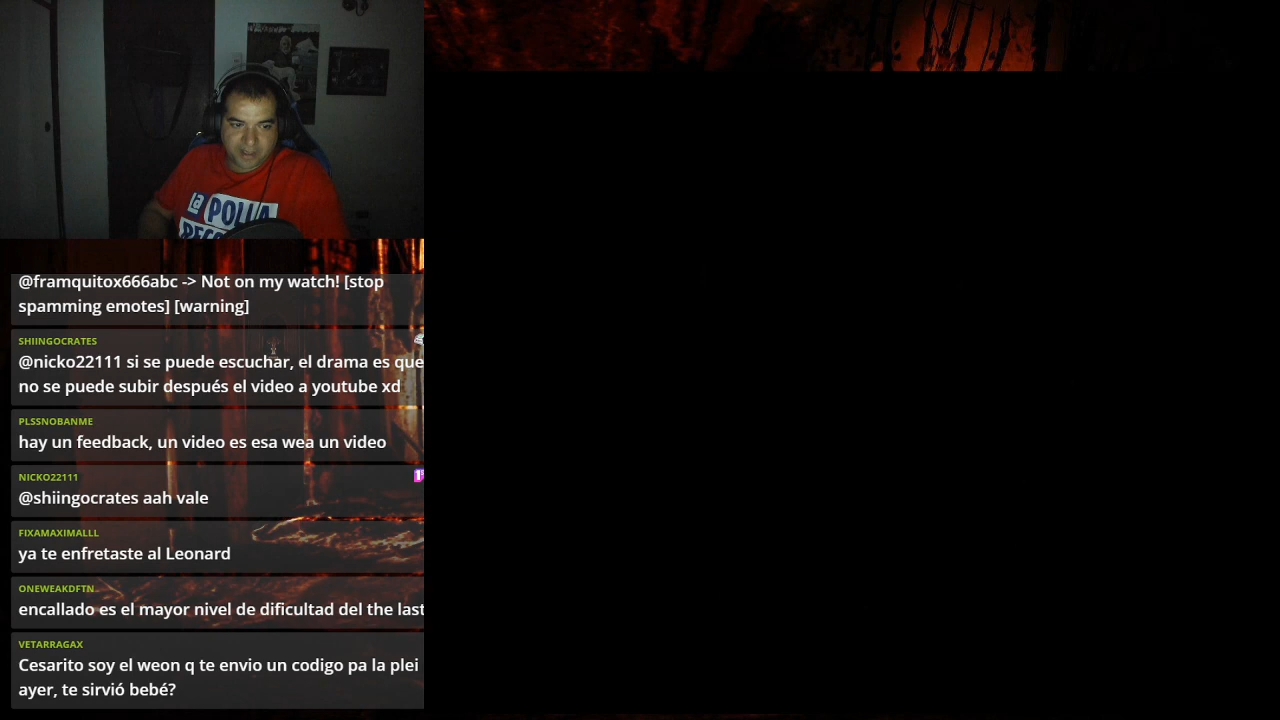 la POLLA
@framquitox666abc -> Not on my watch! [stop
spamming emotes] [warning]
SHIINGOCRATES
@nicko22111 si se puede escuchar, el drama es que
no se puede subir después el video a youtube xd
PLSSNOBANME
hay un feedback, un video es esa wea un video
NICKO22111
@shiingocrates aah vale
FIXAMAXIMALLL
ya te enfretaste al Leonard
ONEWEAKDFTN
encallado es el mayor nivel de dificultad del the last
VETARRAGAX
Cesarito soy el weon q te envio un codigo pa la plei
ayer, te sirvió bebé?